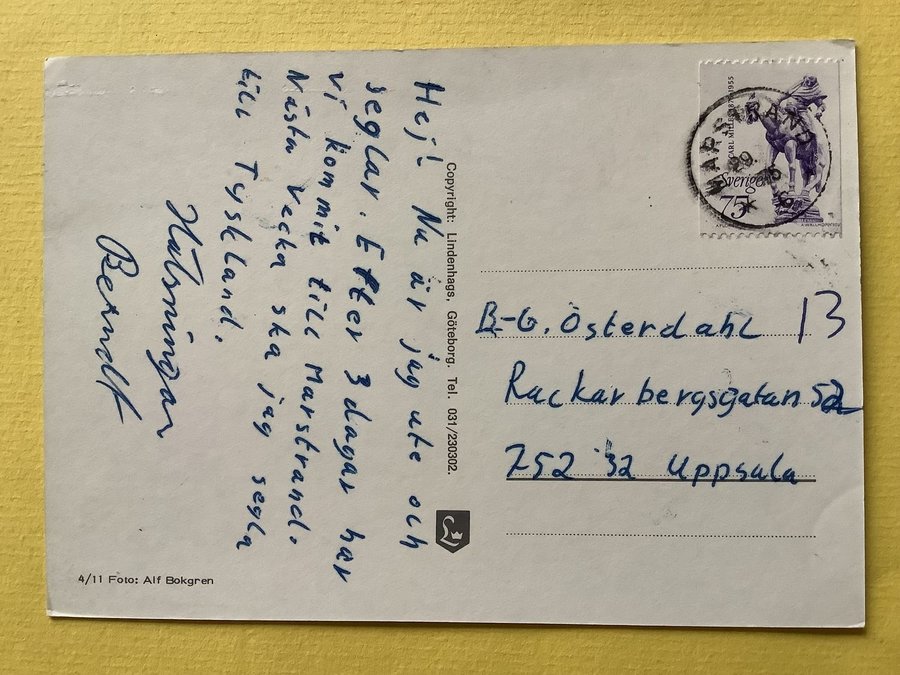 Hej! Nu är jag ute och
seglar. Efter 3 dagar har
vi kommit till Marstrand.
Nästa vecka ska jag segla
till Tyskland.
Hälsningar
Berndt
Copyright: Lindenhags, Göteborg. Tel. 031/230302.
4/11 Foto: Alf Bokgren
MARSTRAND
29
Sverige
75
B-G. Österdahl 13
Rackarbergsgatan 52
752 32 Uppsala